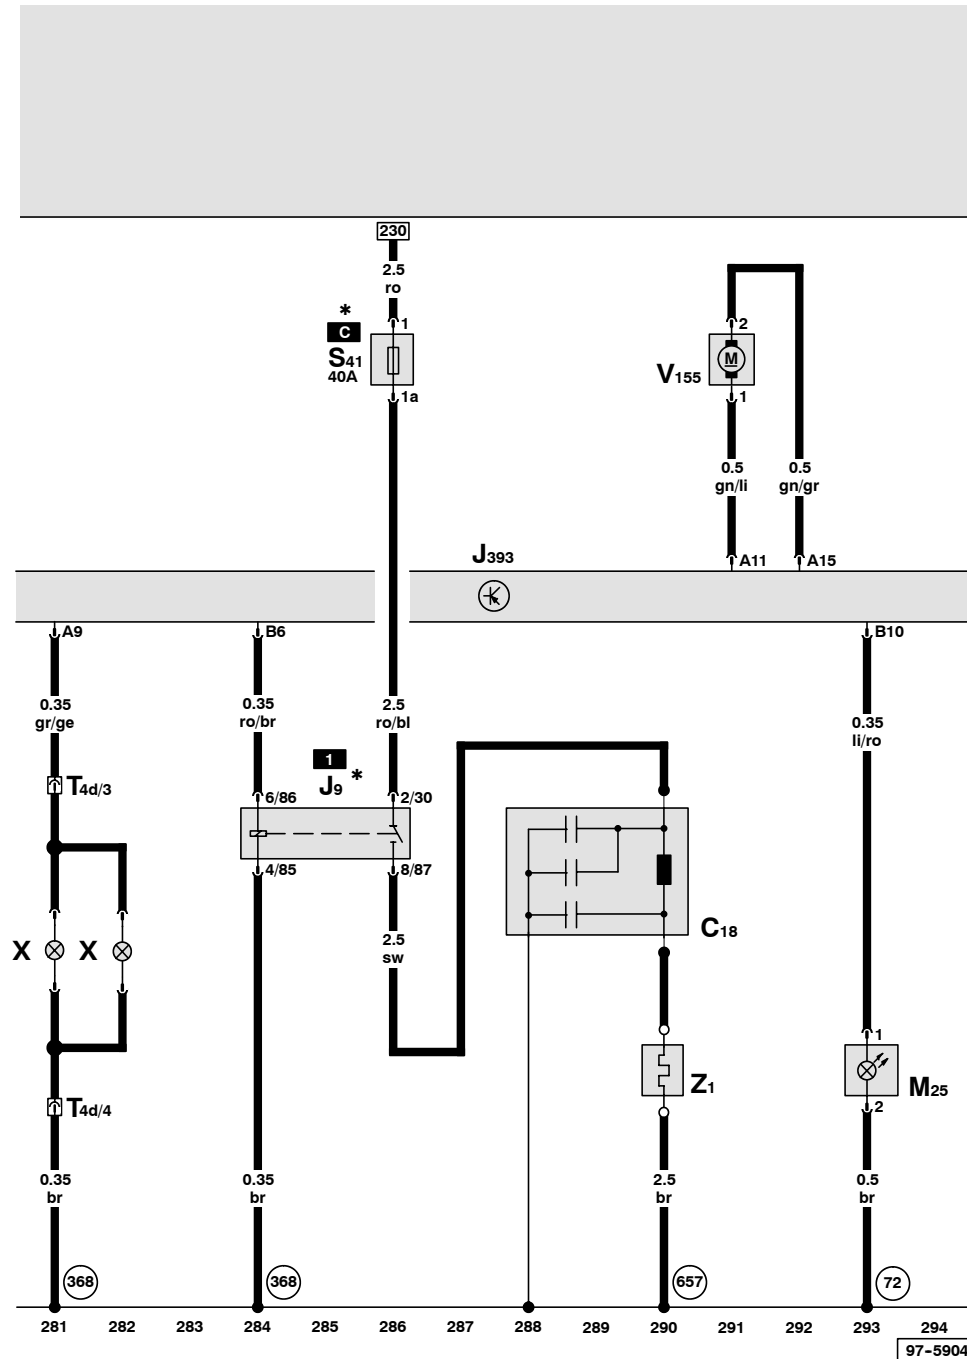 230
2.5
ro
*
C
1
S41
40A
1a
2
M
V155
1
0.5
gn/li
0.5
gn/gr
J393
A11
A15
A9
B6
B10
0.35
gr/ge
0.35
ro/br
2.5
ro/bl
0.35
li/ro
1
J9 *
T4d/3
6/86
2/30
4/85
8/87
C18
X
X
2.5
sw
1
Z1
M25
2
T4d/4
0.35
br
0.35
br
2.5
br
0.5
br
368
368
657
72
281 282 283 284 285 286 287 288 289 290 291 292 293 294
97-5904